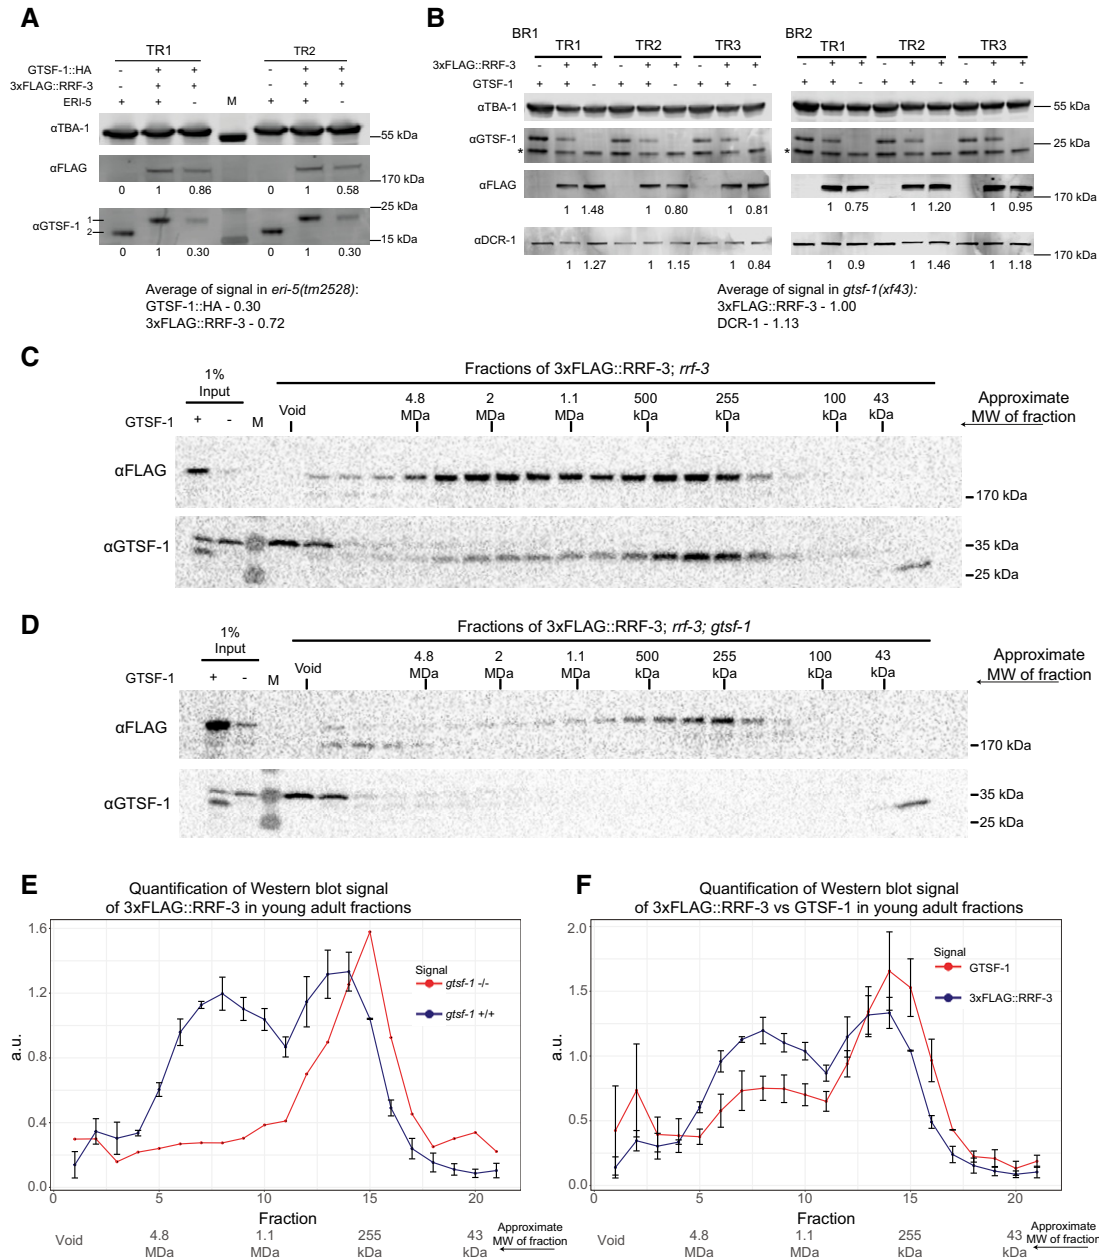 A
TR1
TR2
GTSF-1::HA - + + - + +
3xFLAG::RRF-3 - + + - + +
ERI-5 + + - M + + -
αTBA-1
55 kDa
αFLAG
170 kDa
0 1 0.86 0 1 0.58
25 kDa
αGTSF-1
1
2
15 kDa
0 1 0.30 0 1 0.30
Average of signal in eri-5(tm2528):
GTSF-1::HA - 0.30
3xFLAG::RRF-3 - 0.72
B
BR1
BR2
TR1 TR2 TR3 TR1 TR2 TR3
3xFLAG::RRF-3 - + + - + + - + + - + + - + + - + +
GTSF-1 + + - + + - + + - + + - + + - + + -
αTBA-1
55 kDa
αGTSF-1
25 kDa
* *
αFLAG
170 kDa
1 1.48 1 0.80 1 0.81 1 0.75 1 1.20 1 0.95
αDCR-1
170 kDa
1 1.27 1 1.15 1 0.84 1 0.9 1 1.46 1 1.18
Average of signal in gtsf-1(xf43):
3xFLAG::RRF-3 - 1.00
DCR-1 - 1.13
C
Fractions of 3xFLAG::RRF-3; rrf-3
1%
Input
GTSF-1 + - M
Void
4.8 MDa
2 MDa
1.1 MDa
500 kDa
255 kDa
100 kDa
43 kDa
Approximate
MW of fraction
αFLAG
170 kDa
αGTSF-1
35 kDa
25 kDa
D
Fractions of 3xFLAG::RRF-3; rrf-3; gtsf-1
1%
Input
GTSF-1 + - M
Void
4.8 MDa
2 MDa
1.1 MDa
500 kDa
255 kDa
100 kDa
43 kDa
Approximate
MW of fraction
αFLAG
170 kDa
αGTSF-1
35 kDa
25 kDa
E
Quantification of Western blot signal
of 3xFLAG::RRF-3 in young adult fractions
1.6
1.2
0.8
0.4
0.0
a.u.
Signal
gtsf-1 -/-
gtsf-1 +/+
0 5 10 15 20
Fraction
Void
4.8 MDa
1.1 MDa
255 kDa
43 kDa
Approximate
MW of fraction
F
Quantification of Western blot signal
of 3xFLAG::RRF-3 vs GTSF-1 in young adult fractions
2.0
1.5
1.0
0.5
0.0
a.u.
Signal
GTSF-1
3xFLAG::RRF-3
0 5 10 15 20
Fraction
Void
4.8 MDa
1.1 MDa
255 kDa
43 kDa
Approximate
MW of fraction